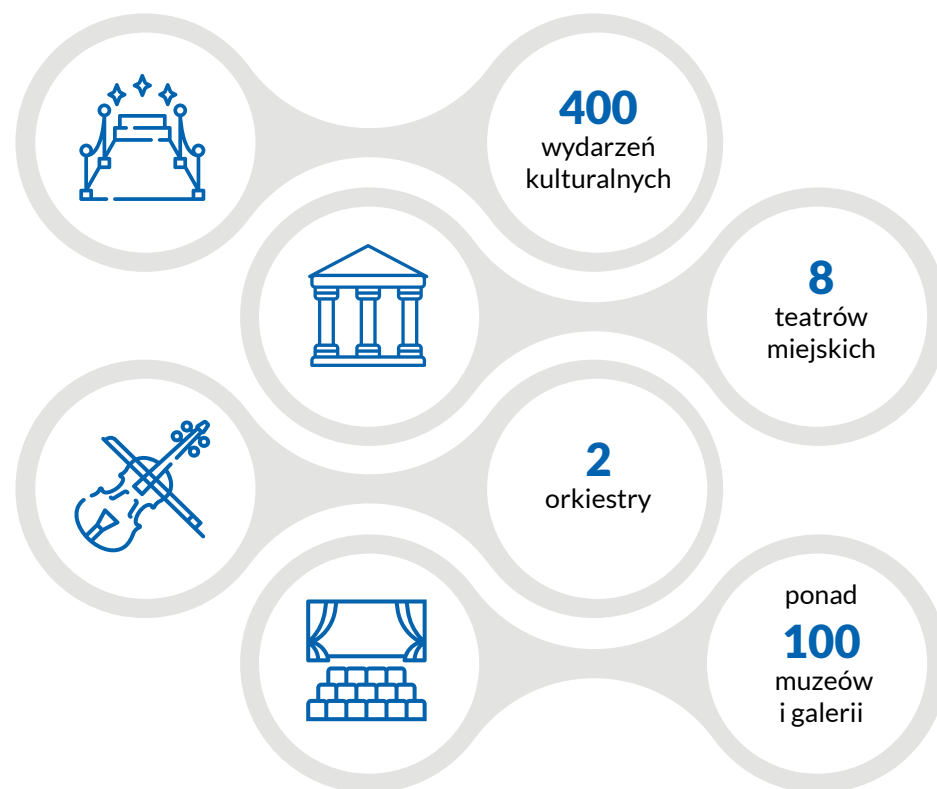 400
wydarzeń
kulturalnych
8
teatrów
miejskich
2
orkiestry
ponad
100
muzeów
i galerii